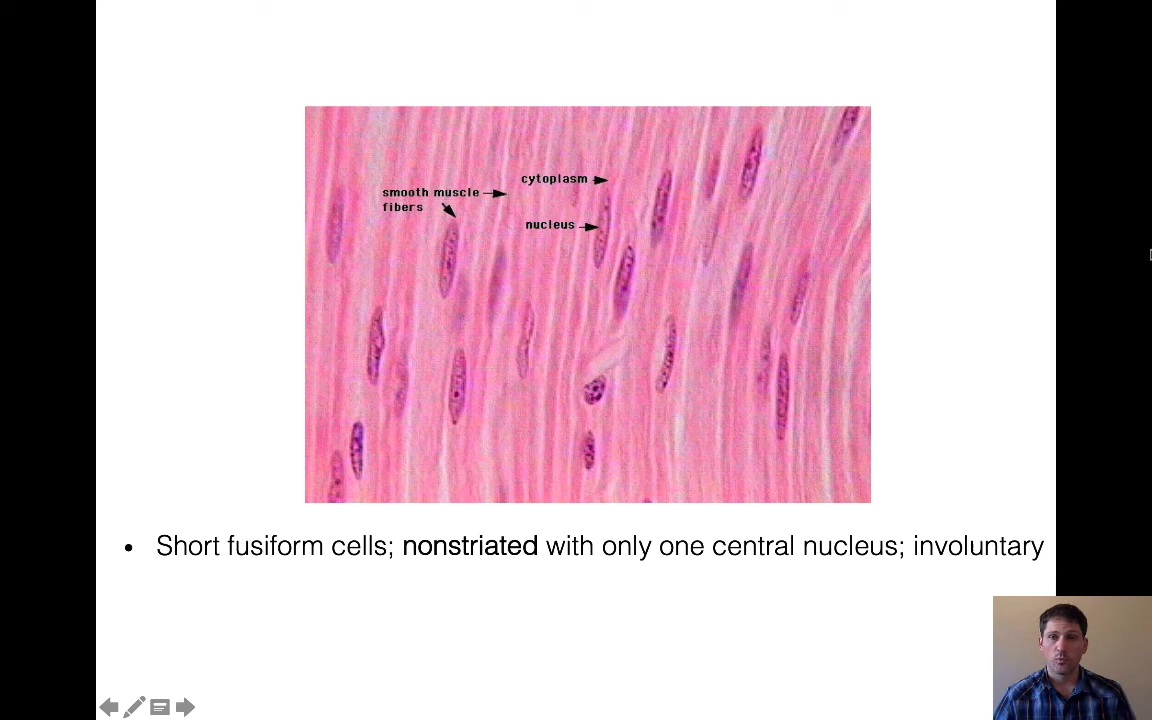 cytoplasm
smooth muscle
fibers
nucleus
• Short fusiform cells; nonstriated with only one central nucleus; involuntary